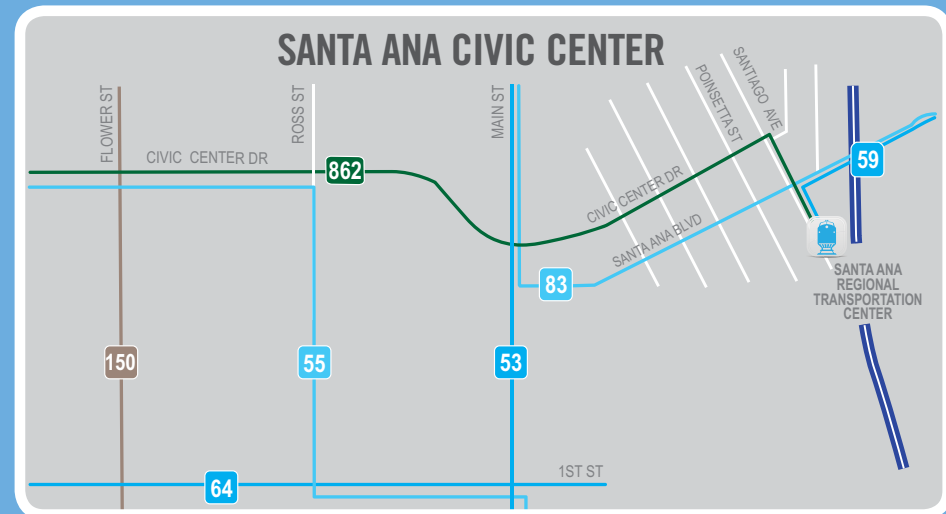 SANTA ANA CIVIC CENTER
FLOWER ST
ROSS ST
MAIN ST
POINSETTA ST
SANTIAGO AVE
CIVIC CENTER DR
862
59
CIVIC CENTER DR
SANTA ANA BLVD
83
SANTA ANA
REGIONAL
TRANSPORTATION
CENTER
150
55
53
1ST ST
64